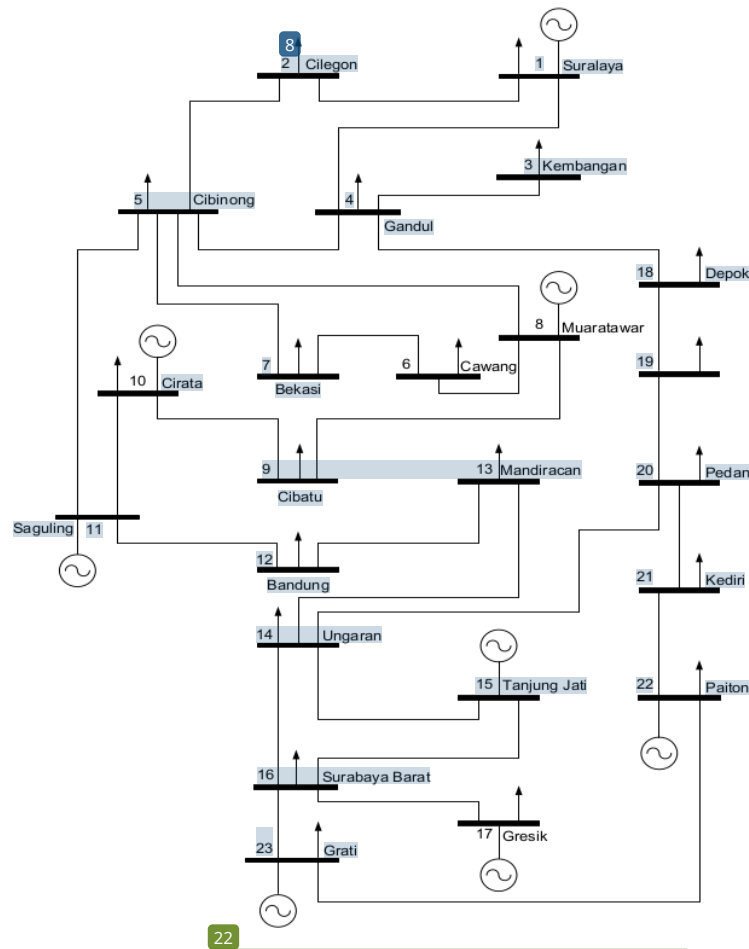 8
2 Cilegon
1 Suralaya
3 Kembangan
5 Cibinong
4
Gandul
18 Depok
8 Muaratawar
10 Cirata
7
Bekasi
6 Cawang
19
9
Cibatu
13 Mandiracan
20 Pedan
Saguling 11
12
Bandung
21 Kediri
14 Ungaran
15 Tanjung Jati
22 Paiton
16 Surabaya Barat
17 Gresik
23 Grati
22